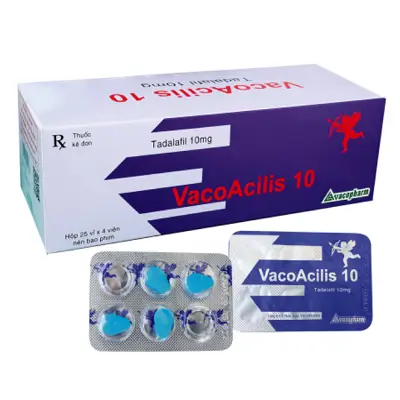 VacoAcilis 10
Tadalafil 10mg
Rx Thuốc
kê đơn
Tadalafil 10mg
VacoAcilis 10
vacopharm
Hộp 25 vỉ x 4 viên
nén bao phim
VacoAcilis 10
Tadalafil 10mg
vacopharm